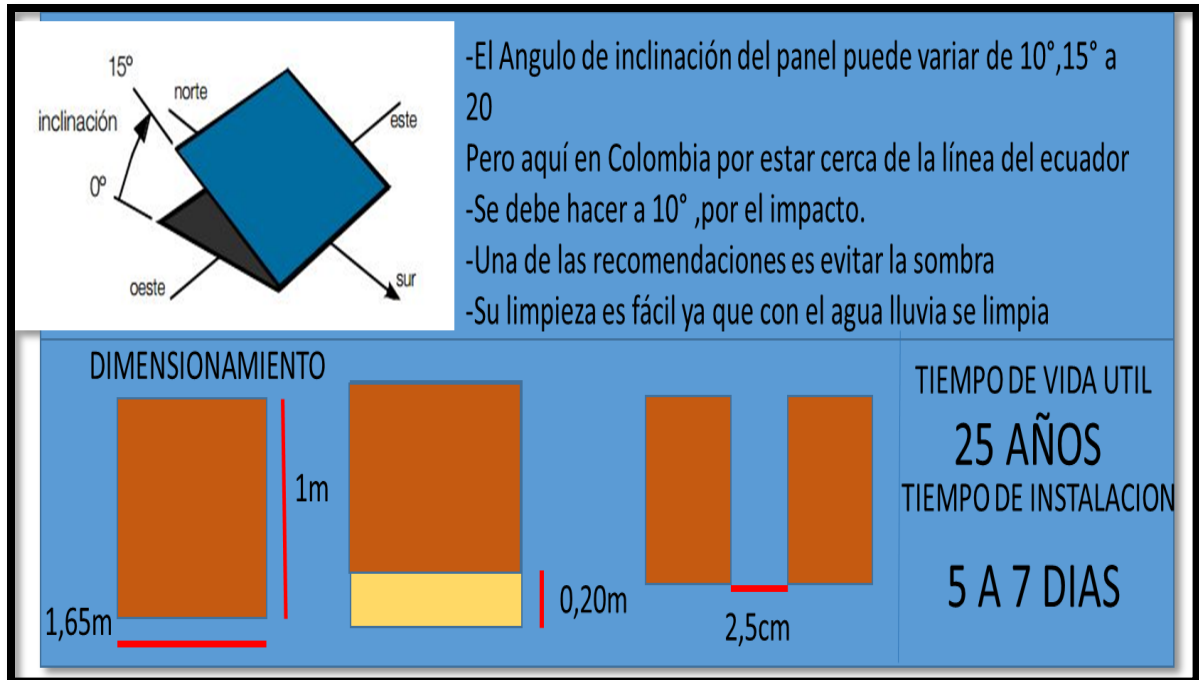 15º
norte
inclinación
este
0º
oeste
sur
-El Angulo de inclinación del panel puede variar de 10°,15° a
20
Pero aquí en Colombia por estar cerca de la línea del ecuador
-Se debe hacer a 10° ,por el impacto.
-Una de las recomendaciones es evitar la sombra
-Su limpieza es fácil ya que con el agua lluvia se limpia
DIMENSIONAMIENTO
1m
1,65m
0,20m
2,5cm
TIEMPO DE VIDA UTIL
25 AÑOS
TIEMPO DE INSTALACION
5 A 7 DIAS